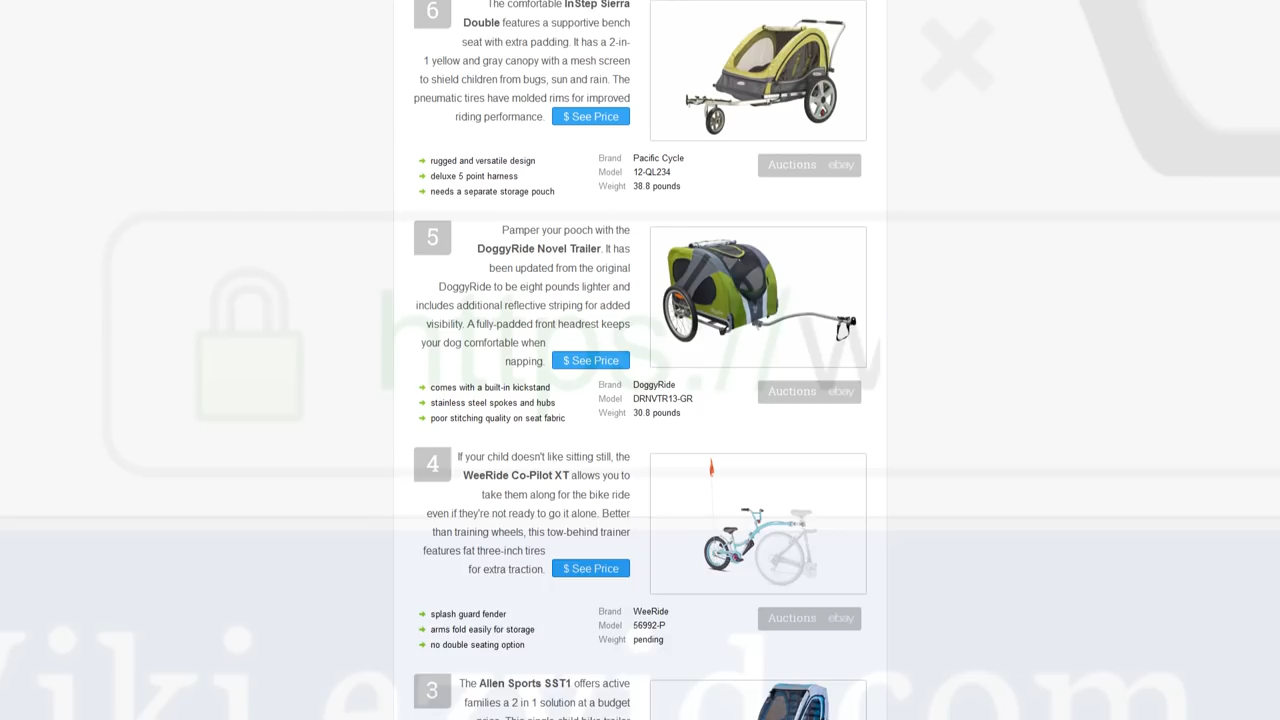 6
The comfortable InStep Sierra
Double features a supportive bench
seat with extra padding. It has a 2-in-
1 yellow and gray canopy with a mesh screen
to shield children from bugs, sun and rain. The
pneumatic tires have molded rims for improved
riding performance.
$ See Price
rugged and versatile design
deluxe 5 point harness
needs a separate storage pouch
Brand Pacific Cycle
Model 12-QL234
Weight 38.8 pounds
Auctions ebay
5
Pamper your pooch with the
DoggyRide Novel Trailer. It has
been updated from the original
DoggyRide to be eight pounds lighter and
includes additional reflective striping for added
visibility. A fully-padded front headrest keeps
your dog comfortable when
napping.
$ See Price
comes with a built-in kickstand
stainless steel spokes and hubs
poor stitching quality on seat fabric
Brand DoggyRide
Model DRNVTR13-GR
Weight 30.8 pounds
Auctions ebay
https://w
4
If your child doesn't like sitting still, the
WeeRide Co-Pilot XT allows you to
take them along for the bike ride
even if they're not ready to go it alone. Better
than training wheels, this tow-behind trainer
features fat three-inch tires
for extra traction.
$ See Price
splash guard fender
arms fold easily for storage
no double seating option
Brand WeeRide
Model 56992-P
Weight pending
Auctions ebay
3
The Allen Sports SST1 offers active
families a 2 in 1 solution at a budget
price. This single child bike trailer